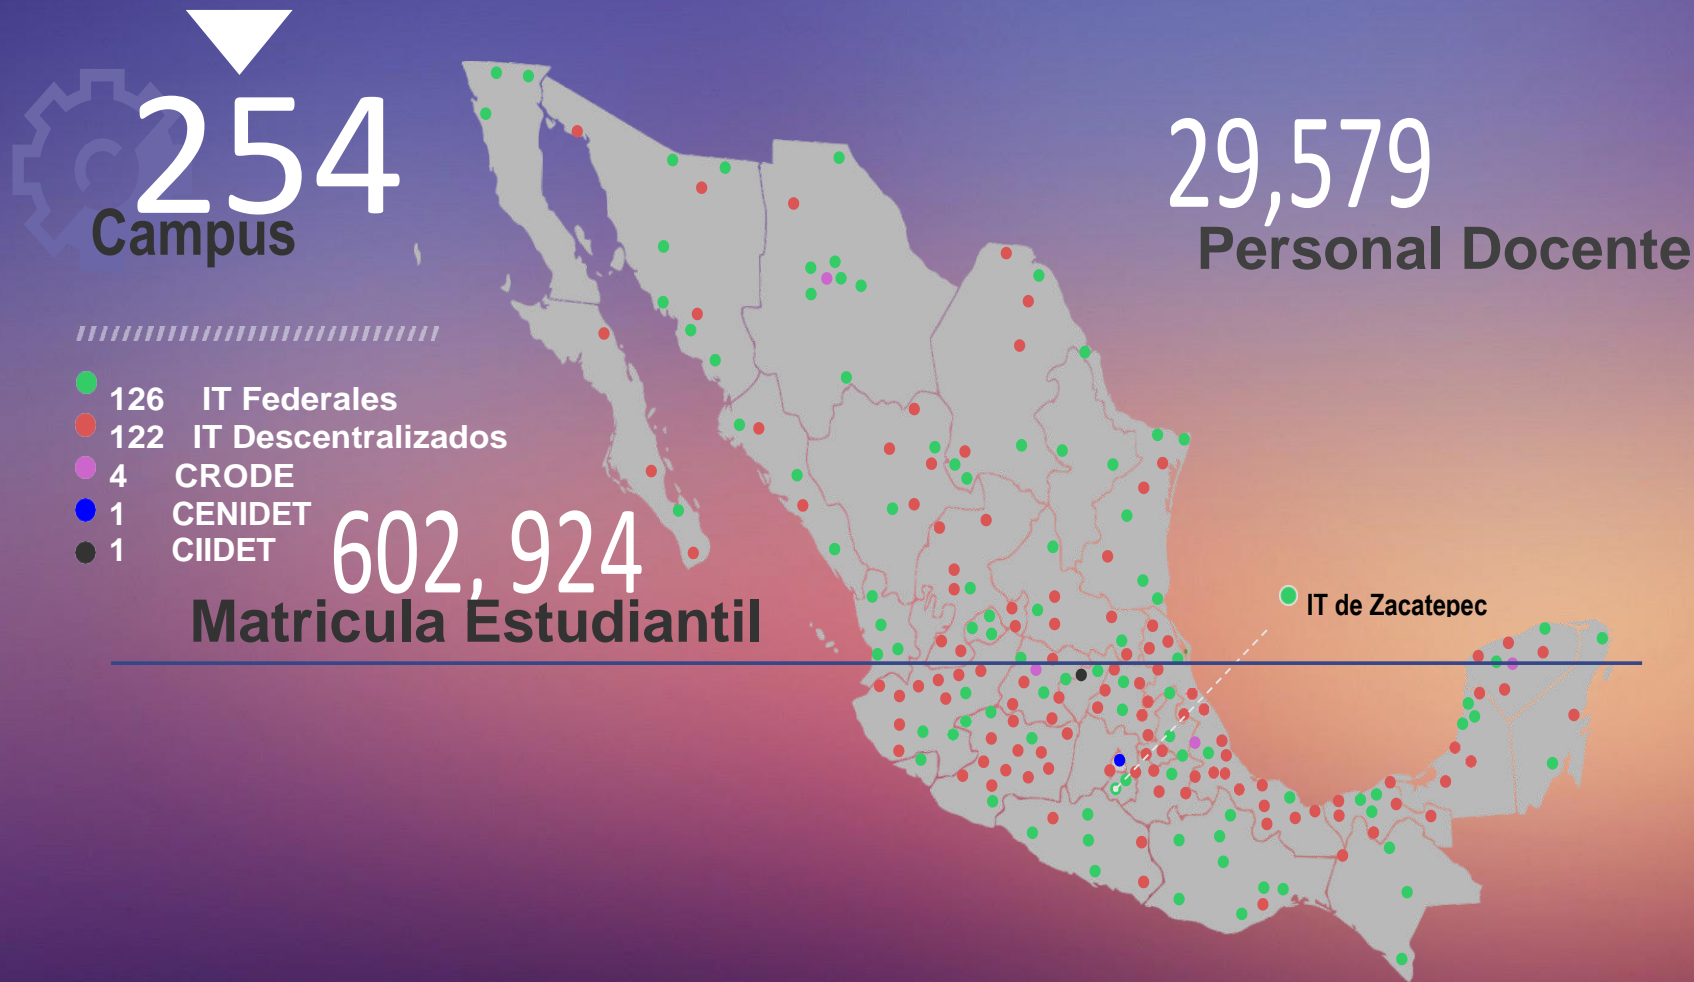 254
Campus
29,579
Personal Docente
126 IT Federales
122 IT Descentralizados
4 CRODE
1 CENIDET
1 CIIDET
602, 924
Matricula Estudiantil
IT de Zacatepec